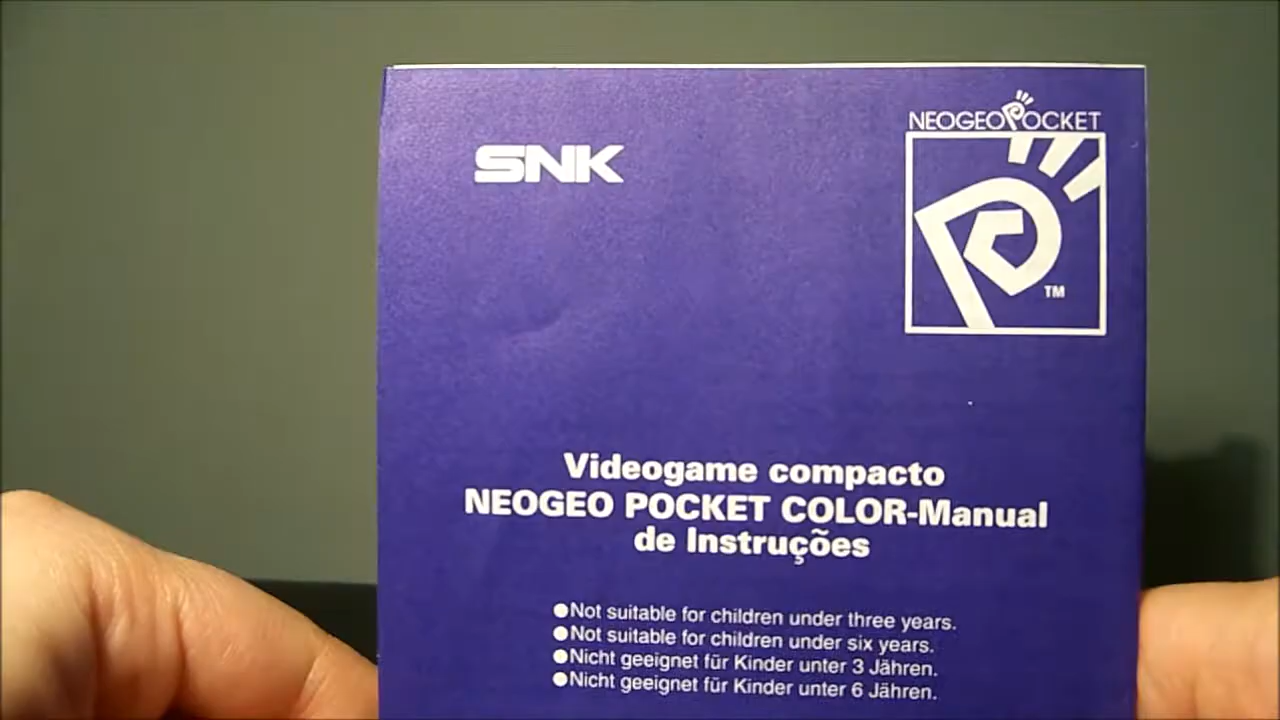 NEOGEOPOCKET
SNK
TM
Videogame compacto
NEOGEO POCKET COLOR-Manual
de Instruções
●Not suitable for children under three years.
●Not suitable for children under six years.
●Nicht geeignet für Kinder unter 3 Jähren.
●Nicht geeignet für Kinder unter 6 Jähren.